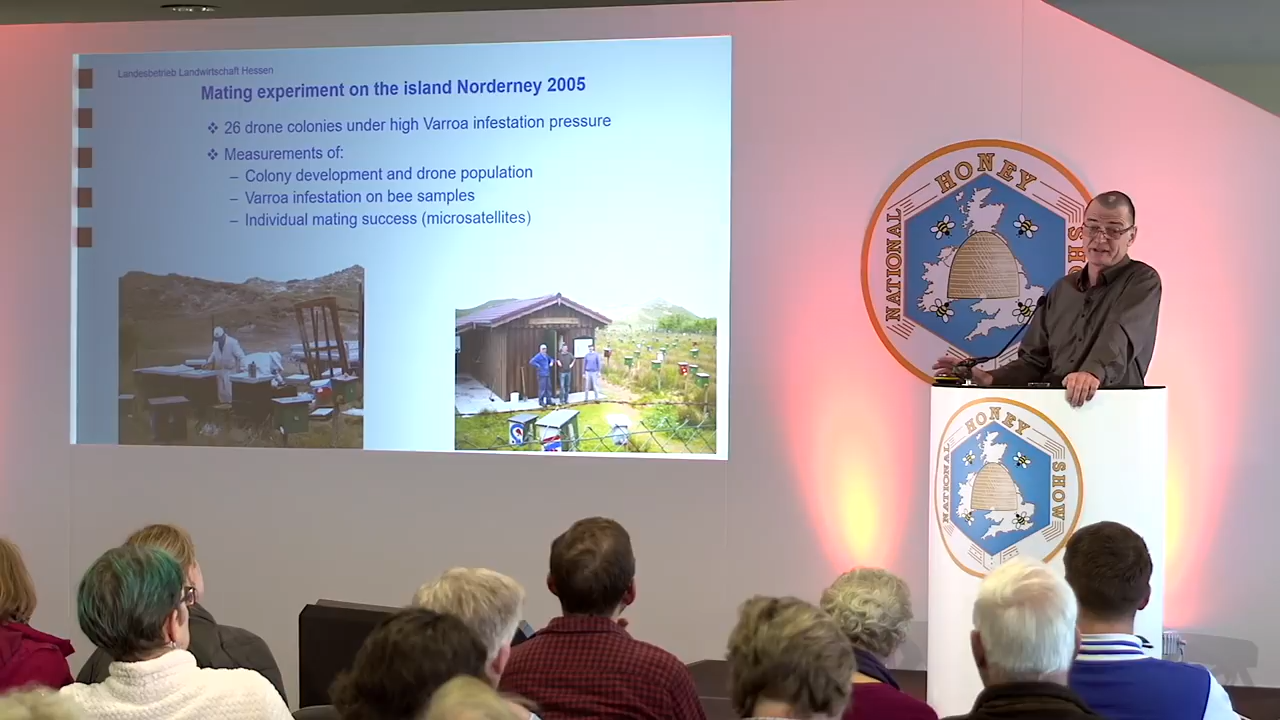 Landesbetrieb Landwirtschaft Hessen
Mating experiment on the island Norderney 2005
❖ 26 drone colonies under high Varroa infestation pressure
❖ Measurements of:
– Colony development and drone population
– Varroa infestation on bee samples
– Individual mating success (microsatellites)
NATIONAL HONEY SHO
NATIONAL HONEY SHOW